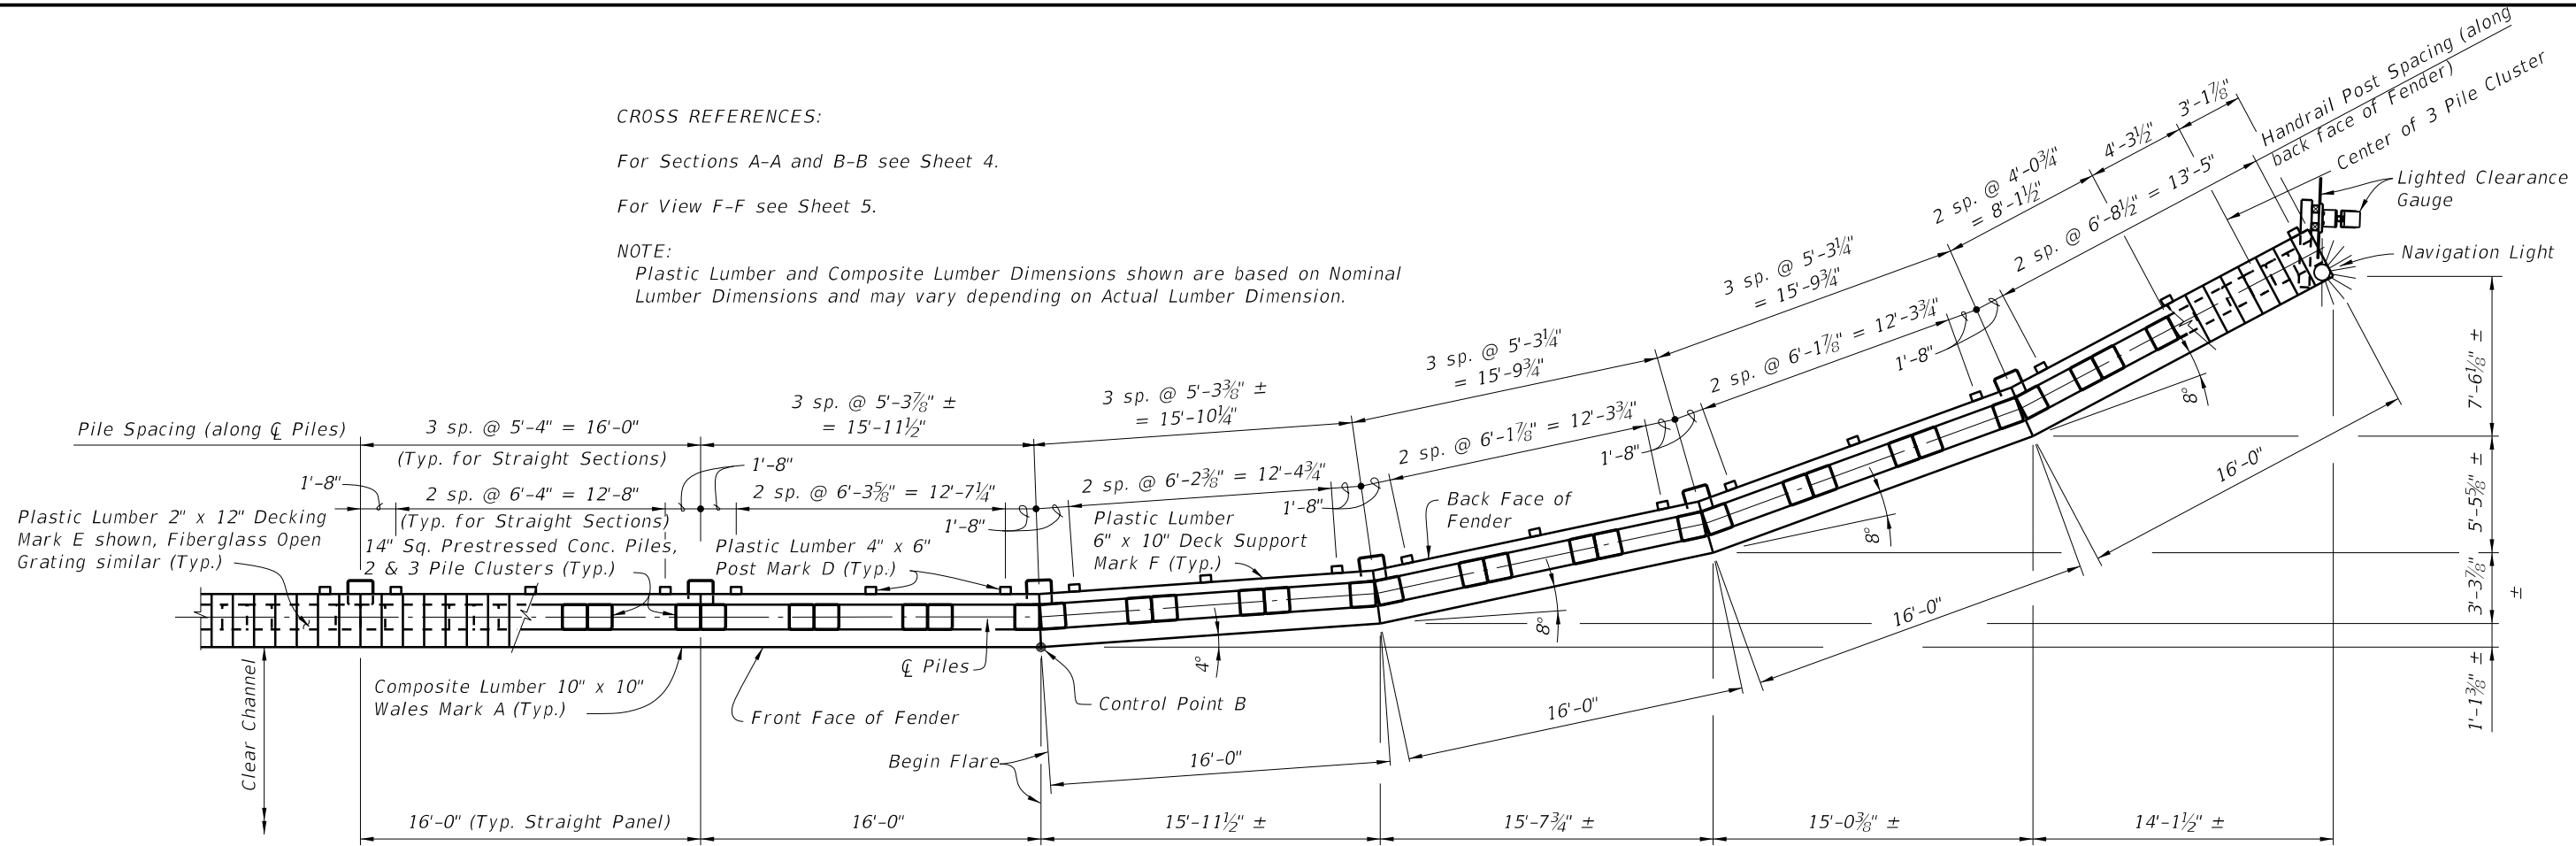 CROSS REFERENCES:
For Sections A-A and B-B see Sheet 4.
For View F-F see Sheet 5.
NOTE:
Plastic Lumber and Composite Lumber Dimensions shown are based on Nominal
Lumber Dimensions and may vary depending on Actual Lumber Dimension.
Handrail Post Spacing (along
back face of Fender)
Center of 3 Pile Cluster
Lighted Clearance
Gauge
Navigation Light
3'-1⅞"
4'-3½"
2 sp. @ 4'-0¾"
= 8'-1½"
2 sp. @ 6'-8½" = 13'-5"
3 sp. @ 5'-3¼"
= 15'-9¾"
2 sp. @ 6'-1⅞" = 12'-3¾"
1'-8"
3 sp. @ 5'-3¼"
= 15'-9¾"
2 sp. @ 6'-1⅞" = 12'-3¾"
1'-8"
3 sp. @ 5'-3⅜" ±
= 15'-10¼"
2 sp. @ 6'-2⅜" = 12'-4¾"
1'-8"
3 sp. @ 5'-3⅞" ±
= 15'-11½"
Pile Spacing (along ℄ Piles)
3 sp. @ 5'-4" = 16'-0"
(Typ. for Straight Sections)
1'-8"
1'-8"
2 sp. @ 6'-4" = 12'-8"
(Typ. for Straight Sections)
2 sp. @ 6'-3⅝" = 12'-7¼"
1'-8"
Plastic Lumber 2" x 12" Decking
Mark E shown, Fiberglass Open
Grating similar (Typ.)
14" Sq. Prestressed Conc. Piles,
2 & 3 Pile Clusters (Typ.)
Plastic Lumber 4" x 6"
Post Mark D (Typ.)
Plastic Lumber
6" x 10" Deck Support
Mark F (Typ.)
Back Face of
Fender
8°
8°
8°
4°
7'-6⅛" ±
5'-5⅝" ±
3'-3⅞"
±
1'-1⅜" ±
Clear Channel
Composite Lumber 10" x 10"
Wales Mark A (Typ.)
℄ Piles
Front Face of Fender
Control Point B
Begin Flare
16'-0"
16'-0"
16'-0"
16'-0"
16'-0" (Typ. Straight Panel)
16'-0"
15'-11½" ±
15'-7¾" ±
15'-0⅜" ±
14'-1½" ±